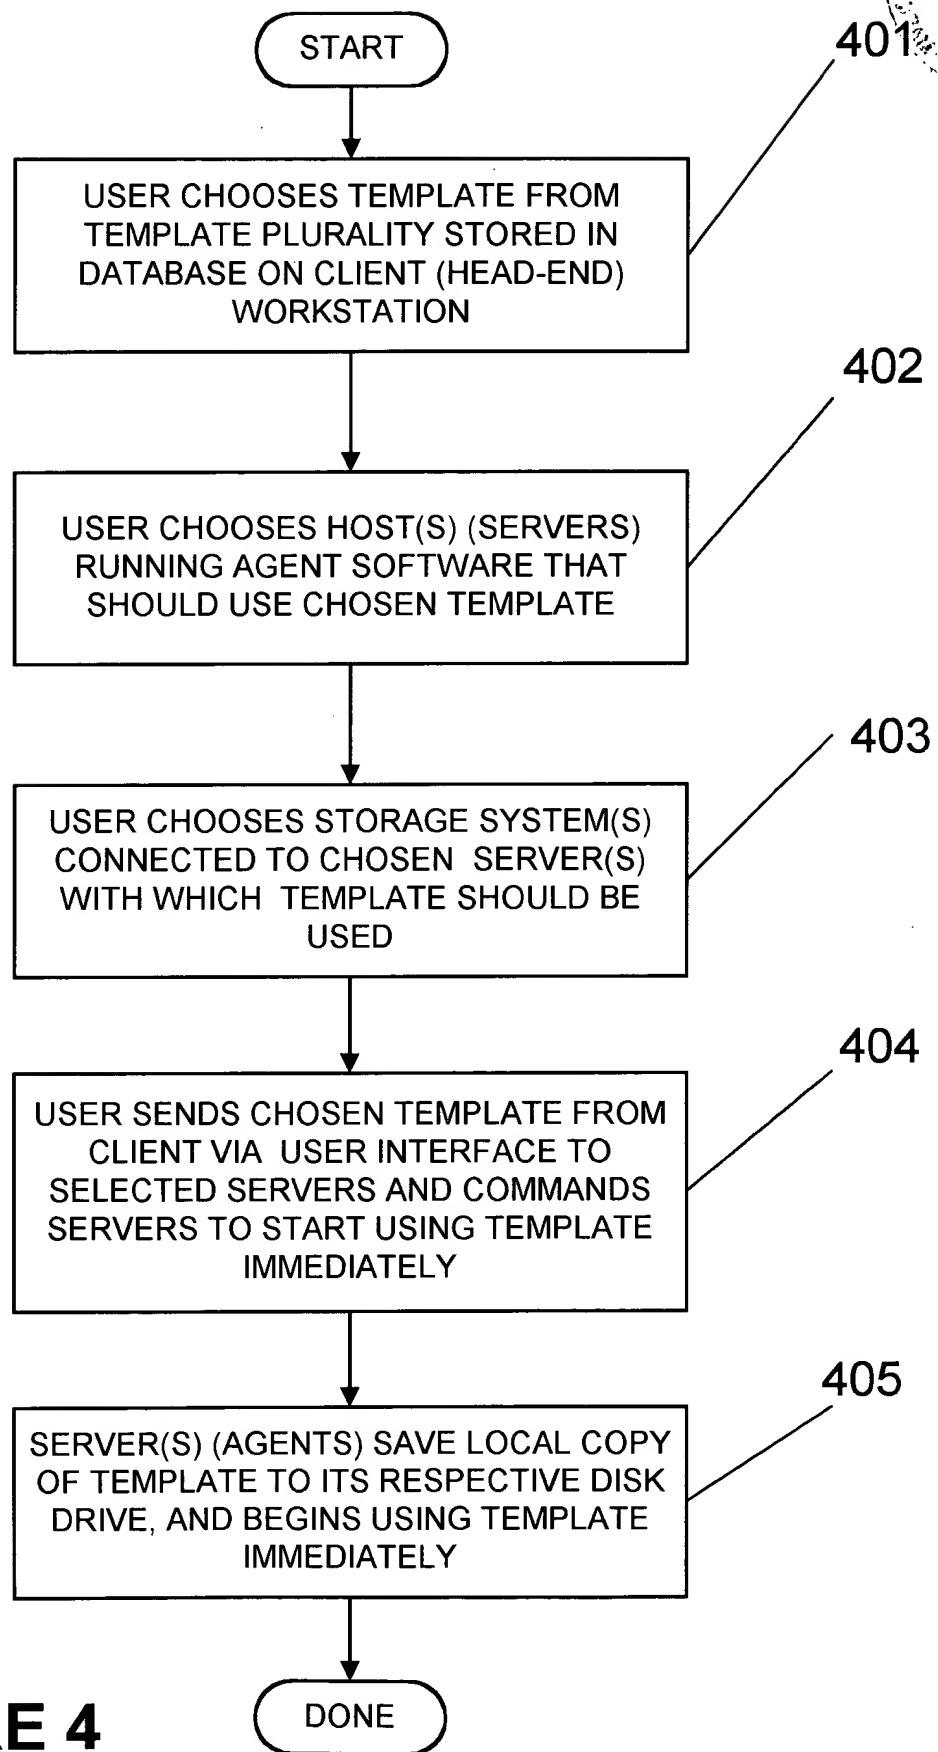 START
401
USER CHOOSES TEMPLATE FROM
TEMPLATE PLURALITY STORED IN
DATABASE ON CLIENT (HEAD-END)
WORKSTATION
402
USER CHOOSES HOST(S) (SERVERS)
RUNNING AGENT SOFTWARE THAT
SHOULD USE CHOSEN TEMPLATE
403
USER CHOOSES STORAGE SYSTEM(S)
CONNECTED TO CHOSEN SERVER(S)
WITH WHICH TEMPLATE SHOULD BE
USED
404
USER SENDS CHOSEN TEMPLATE FROM
CLIENT VIA USER INTERFACE TO
SELECTED SERVERS AND COMMANDS
SERVERS TO START USING TEMPLATE
IMMEDIATELY
405
SERVER(S) (AGENTS) SAVE LOCAL COPY
OF TEMPLATE TO ITS RESPECTIVE DISK
DRIVE, AND BEGINS USING TEMPLATE
IMMEDIATELY
DONE
E 4